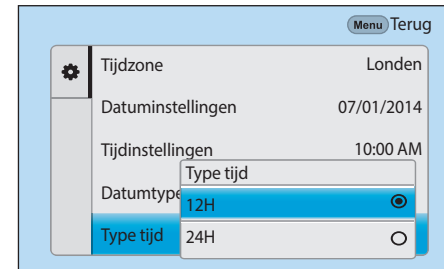 Menu Terug
Tijdzone Londen
Datuminstellingen 07/01/2014
Tijdinstellingen 10:00 AM
Type tijd
Datumtype
12H
Type tijd 24H